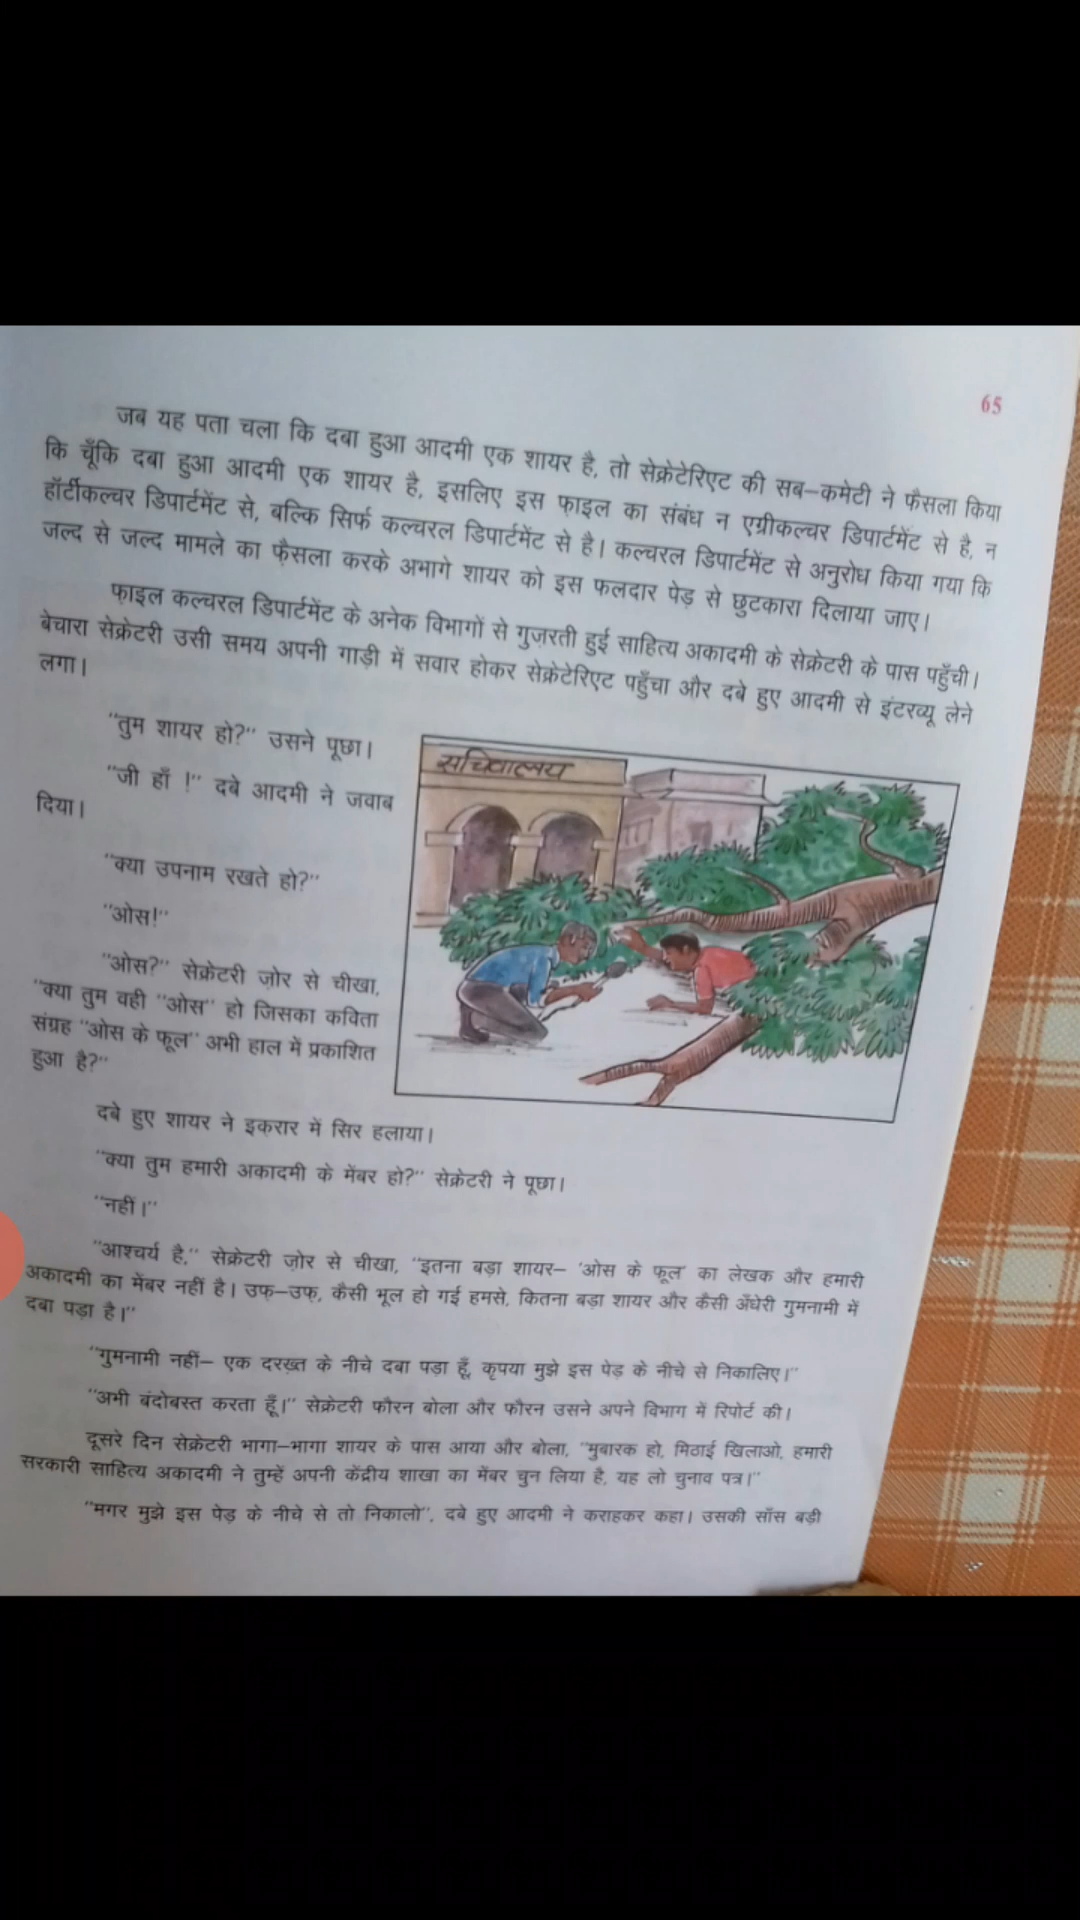 65
जब यह पता चला कि दबा हुआ आदमी एक शायर है, तो सेक्रेटेरिएट की सब–कमेटी ने फैसला किया
कि चूँकि दबा हुआ आदमी एक शायर है, इसलिए इस फ़ाइल का संबंध न एग्रीकल्चर डिपार्टमेंट से है, न
हॉर्टीकल्चर डिपार्टमेंट से, बल्कि सिर्फ कल्चरल डिपार्टमेंट से है। कल्चरल डिपार्टमेंट से अनुरोध किया गया कि
जल्द से जल्द मामले का फ़ैसला करके अभागे शायर को इस फलदार पेड़ से छुटकारा दिलाया जाए।
फ़ाइल कल्चरल डिपार्टमेंट के अनेक विभागों से गुज़रती हुई साहित्य अकादमी के सेक्रेटरी के पास पहुँची।
बेचारा सेक्रेटरी उसी समय अपनी गाड़ी में सवार होकर सेक्रेटेरिएट पहुँचा और दबे हुए आदमी से इंटरव्यू लेने
लगा।
"तुम शायर हो?" उसने पूछा।
"जी हाँ !" दबे आदमी ने जवाब
दिया।
"क्या उपनाम रखते हो?"
"ओस!"
"ओस?" सेक्रेटरी ज़ोर से चीखा,
"क्या तुम वही "ओस" हो जिसका कविता
संग्रह "ओस के फूल" अभी हाल में प्रकाशित
हुआ है?"
सचिवालय
दबे हुए शायर ने इक़रार में सिर हलाया।
"क्या तुम हमारी अकादमी के मेंबर हो?" सेक्रेटरी ने पूछा।
"नहीं।"
"आश्चर्य है," सेक्रेटरी ज़ोर से चीखा, "इतना बड़ा शायर– 'ओस के फूल' का लेखक और हमारी
अकादमी का मेंबर नहीं है। उफ़–उफ़, कैसी भूल हो गई हमसे, कितना बड़ा शायर और कैसी अँधेरी गुमनामी में
दबा पड़ा है।"
"गुमनामी नहीं– एक दरख़्त के नीचे दबा पड़ा हूँ, कृपया मुझे इस पेड़ के नीचे से निकालिए।"
"अभी बंदोबस्त करता हूँ।" सेक्रेटरी फौरन बोला और फौरन उसने अपने विभाग में रिपोर्ट की।
दूसरे दिन सेक्रेटरी भागा–भागा शायर के पास आया और बोला, "मुबारक हो, मिठाई खिलाओ, हमारी
सरकारी साहित्य अकादमी ने तुम्हें अपनी केंद्रीय शाखा का मेंबर चुन लिया है, यह लो चुनाव पत्र।"
"मगर मुझे इस पेड़ के नीचे से तो निकालो", दबे हुए आदमी ने कराहकर कहा। उसकी साँस बड़ी